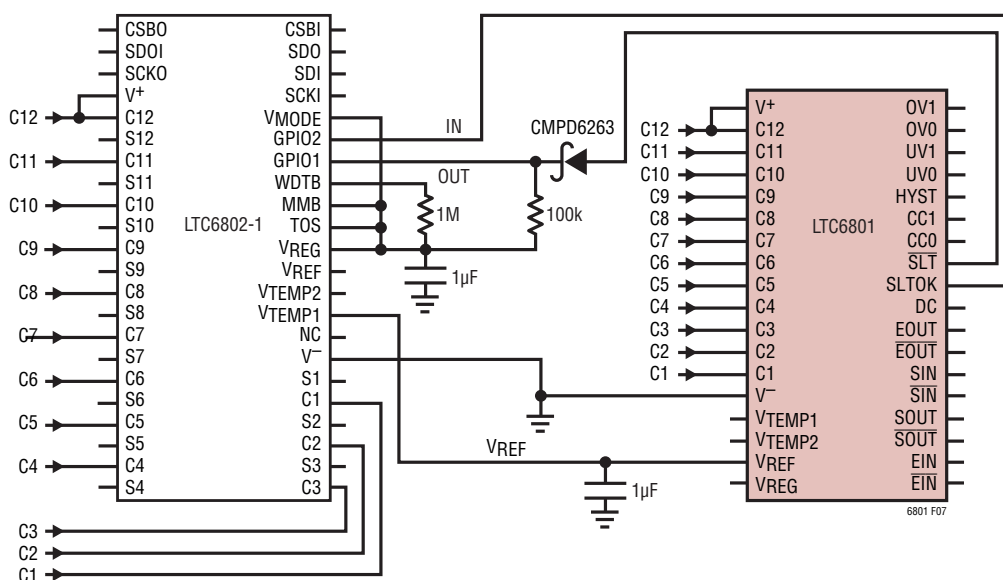 CSBO
SDOI
SCKO
V+
C12
S12
C11
S11
C10
S10
C9
S9
C8
S8
C7
S7
C6
S6
C5
S5
C4
S4
C12
C11
C10
C9
C8
C7
C6
C5
C4
C3
C2
C1
LTC6802-1
CSBI
SDO
SDI
SCKI
VMODE
GPIO2
GPIO1
WDTB
MMB
TOS
VREG
VREF
VTEMP2
VTEMP1
NC
V–
S1
C1
S2
C2
S3
C3
IN
OUT
1M
1µF
CMPD6263
100k
VREF
1µF
C12
C11
C10
C9
C8
C7
C6
C5
C4
C3
C2
C1
V+
C12
C11
C10
C9
C8
C7
C6
C5
C4
C3
C2
C1
V–
VTEMP1
VTEMP2
VREF
VREG
LTC6801
OV1
OV0
UV1
UV0
HYST
CC1
CC0
SLT
SLTOK
DC
EOUT
EOUT
SIN
SIN
SOUT
SOUT
EIN
EIN
6801 F07